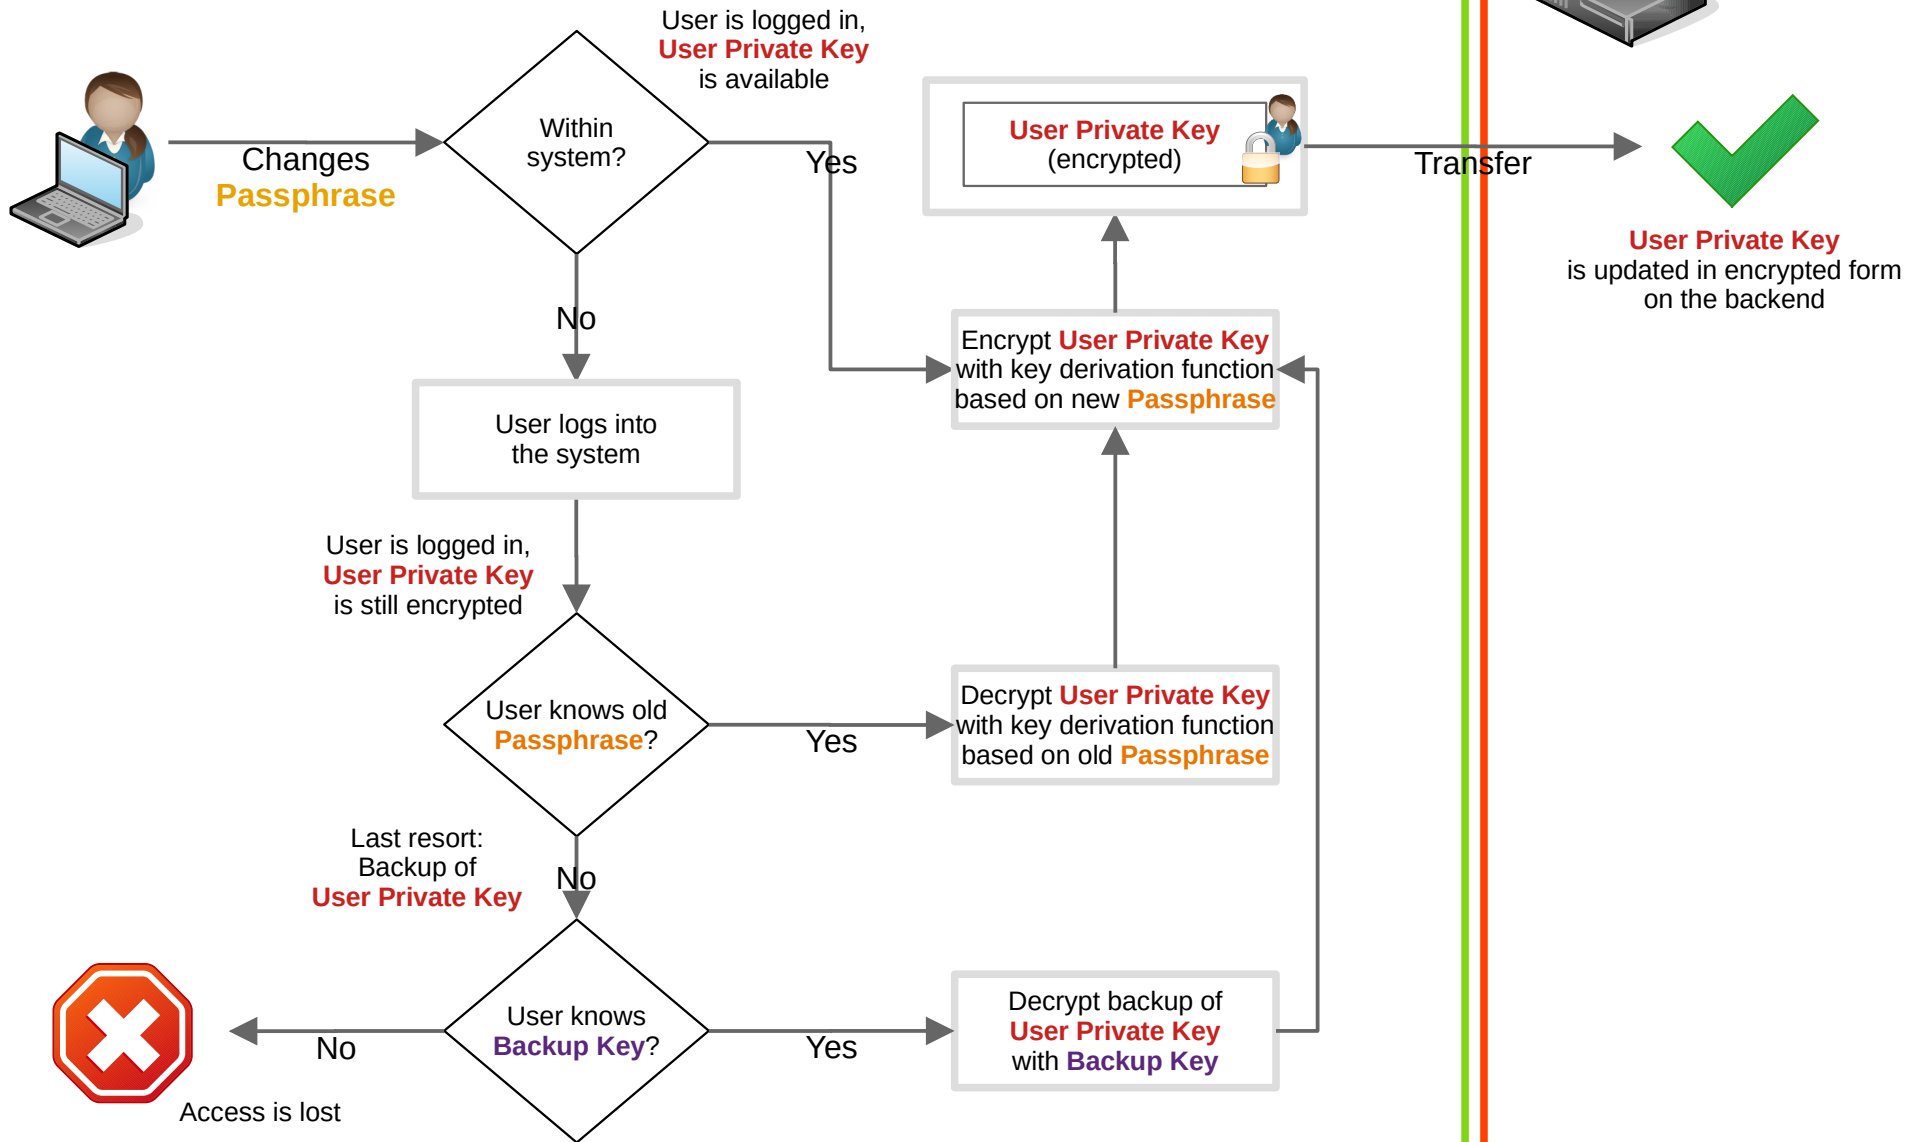 User is logged in,
User Private Key
is available
Within
system?
Changes
Passphrase
Yes
User Private Key
(encrypted)
Transfer
User Private Key
is updated in encrypted form
on the backend
No
Encrypt User Private Key
with key derivation function
based on new Passphrase
User logs into
the system
User is logged in,
User Private Key
is still encrypted
User knows old
Passphrase?
Yes
Decrypt User Private Key
with key derivation function
based on old Passphrase
Last resort:
Backup of
User Private Key
No
User knows
Backup Key?
No
Yes
Decrypt backup of
User Private Key
with Backup Key
Access is lost